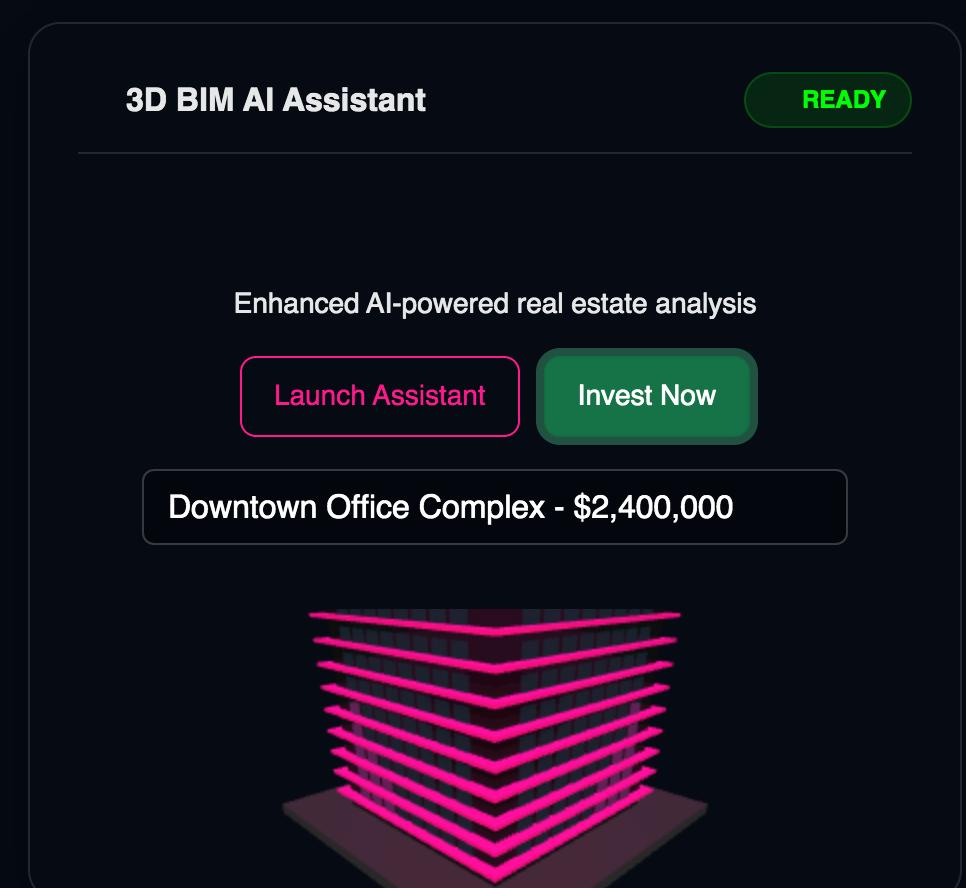 3D BIM AI Assistant
READY
Enhanced AI-powered real estate analysis
Launch Assistant
Invest Now
Downtown Office Complex - $2,400,000